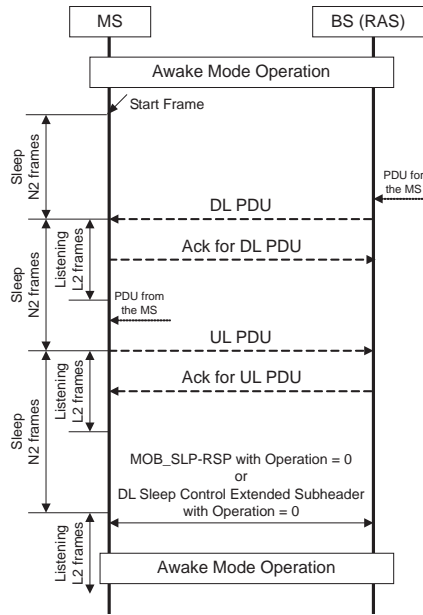 MS
BS (RAS)
Awake Mode Operation
Start Frame
Sleep
N2 frames
PDU for
the MS
DL PDU
Listening
L2 frames
Ack for DL PDU
Sleep
N2 frames
PDU from
the MS
UL PDU
Listening
L2 frames
Ack for UL PDU
Sleep
N2 frames
MOB_SLP-RSP with Operation = 0
or
DL Sleep Control Extended Subheader
with Operation = 0
Listening
L2 frames
Awake Mode Operation